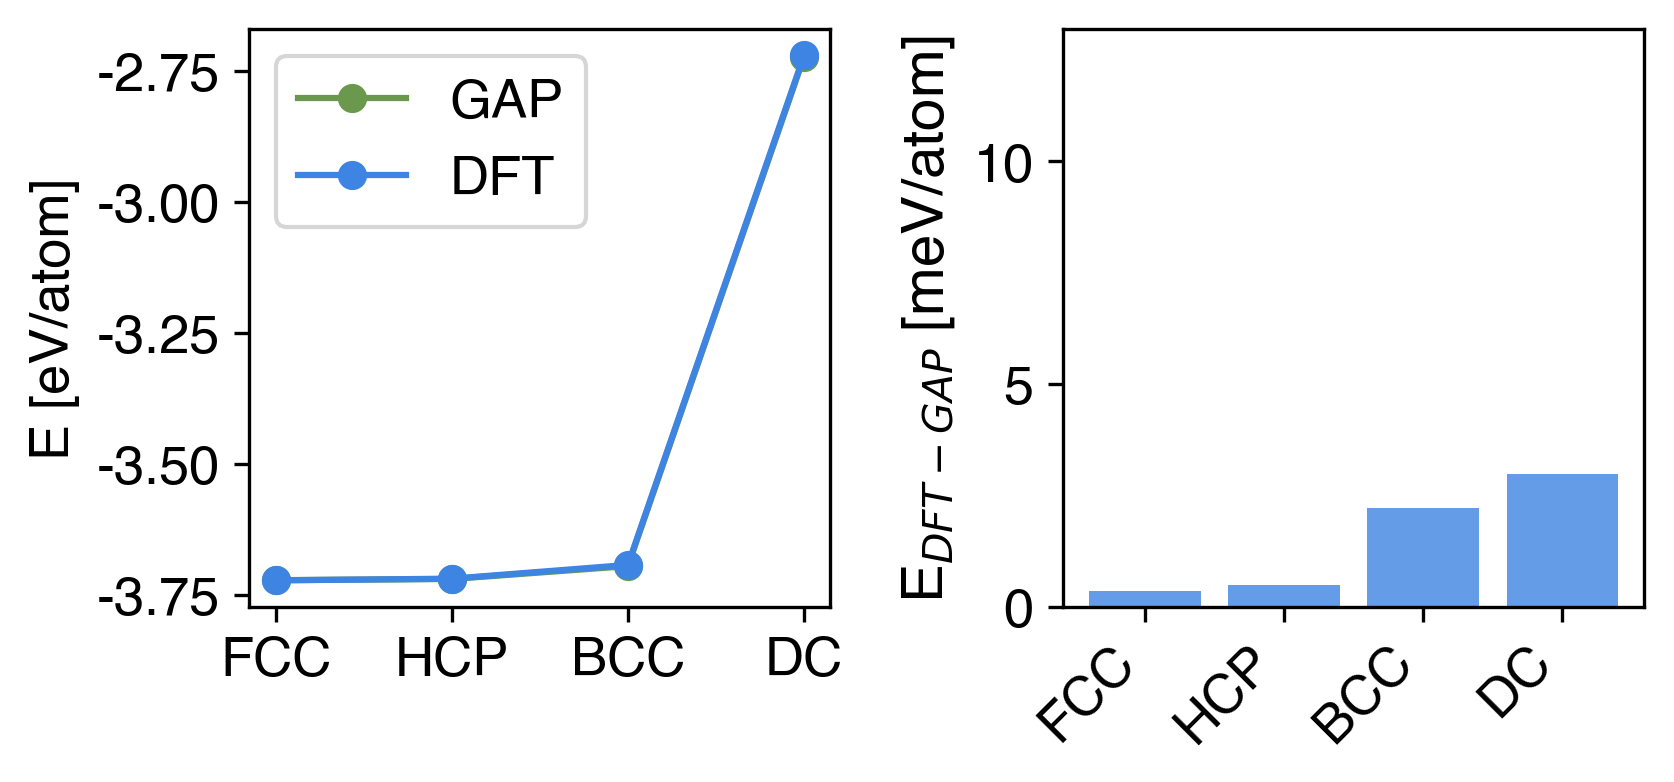 GAP
DFT
E [eV/atom]
-2.75
-3.00
-3.25
-3.50
-3.75
FCC HCP BCC DC
E_{DFT-GAP} [meV/atom]
10
5
0
FCC HCP BCC DC